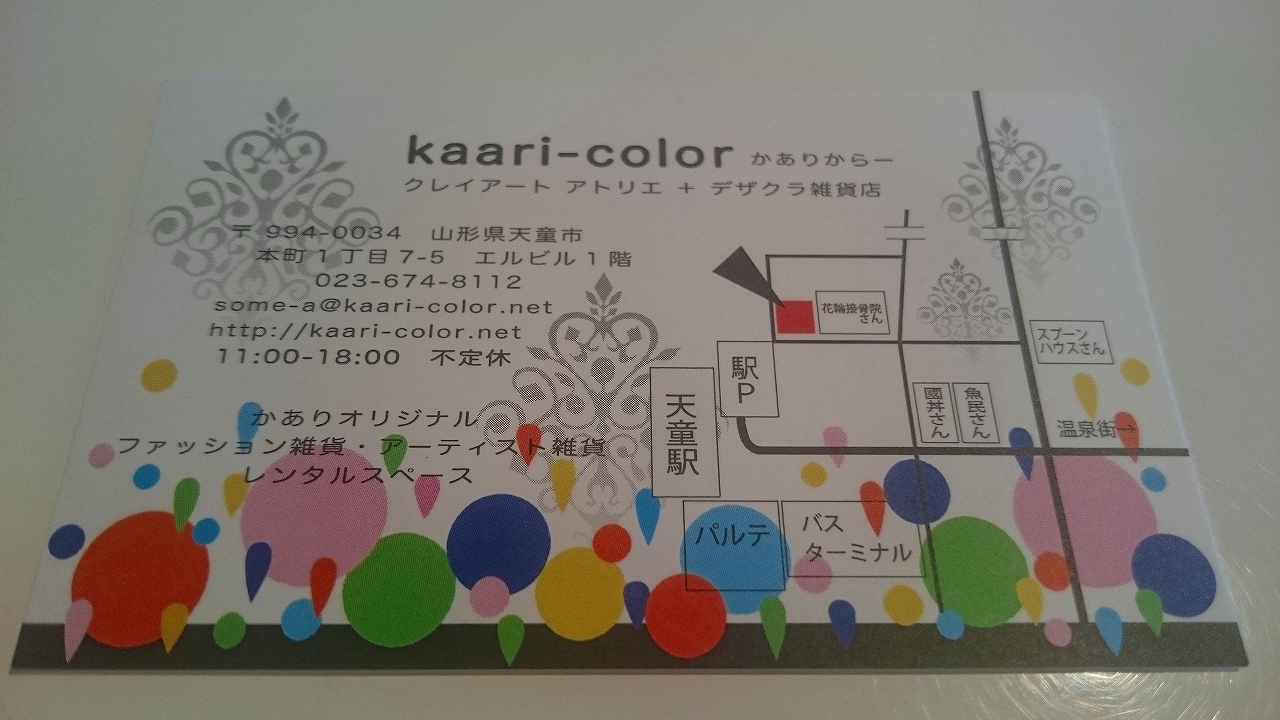 kaari-color かありからー
クレイアート アトリエ + デザクラ雑貨店
〒 994-0034 山形県天童市
本町1丁目7-5 エルビル1階
023-674-8112
some-a@kaari-color.net
http://kaari-color.net
11:00-18:00 不定休
かありオリジナル
ファッション雑貨・アーティスト雑貨
レンタルスペース
花輪接骨院
さん
スプーン
ハウスさん
駅P
天童駅
國丼さん
魚民さん
温泉街→
パルテ
バス
ターミナル